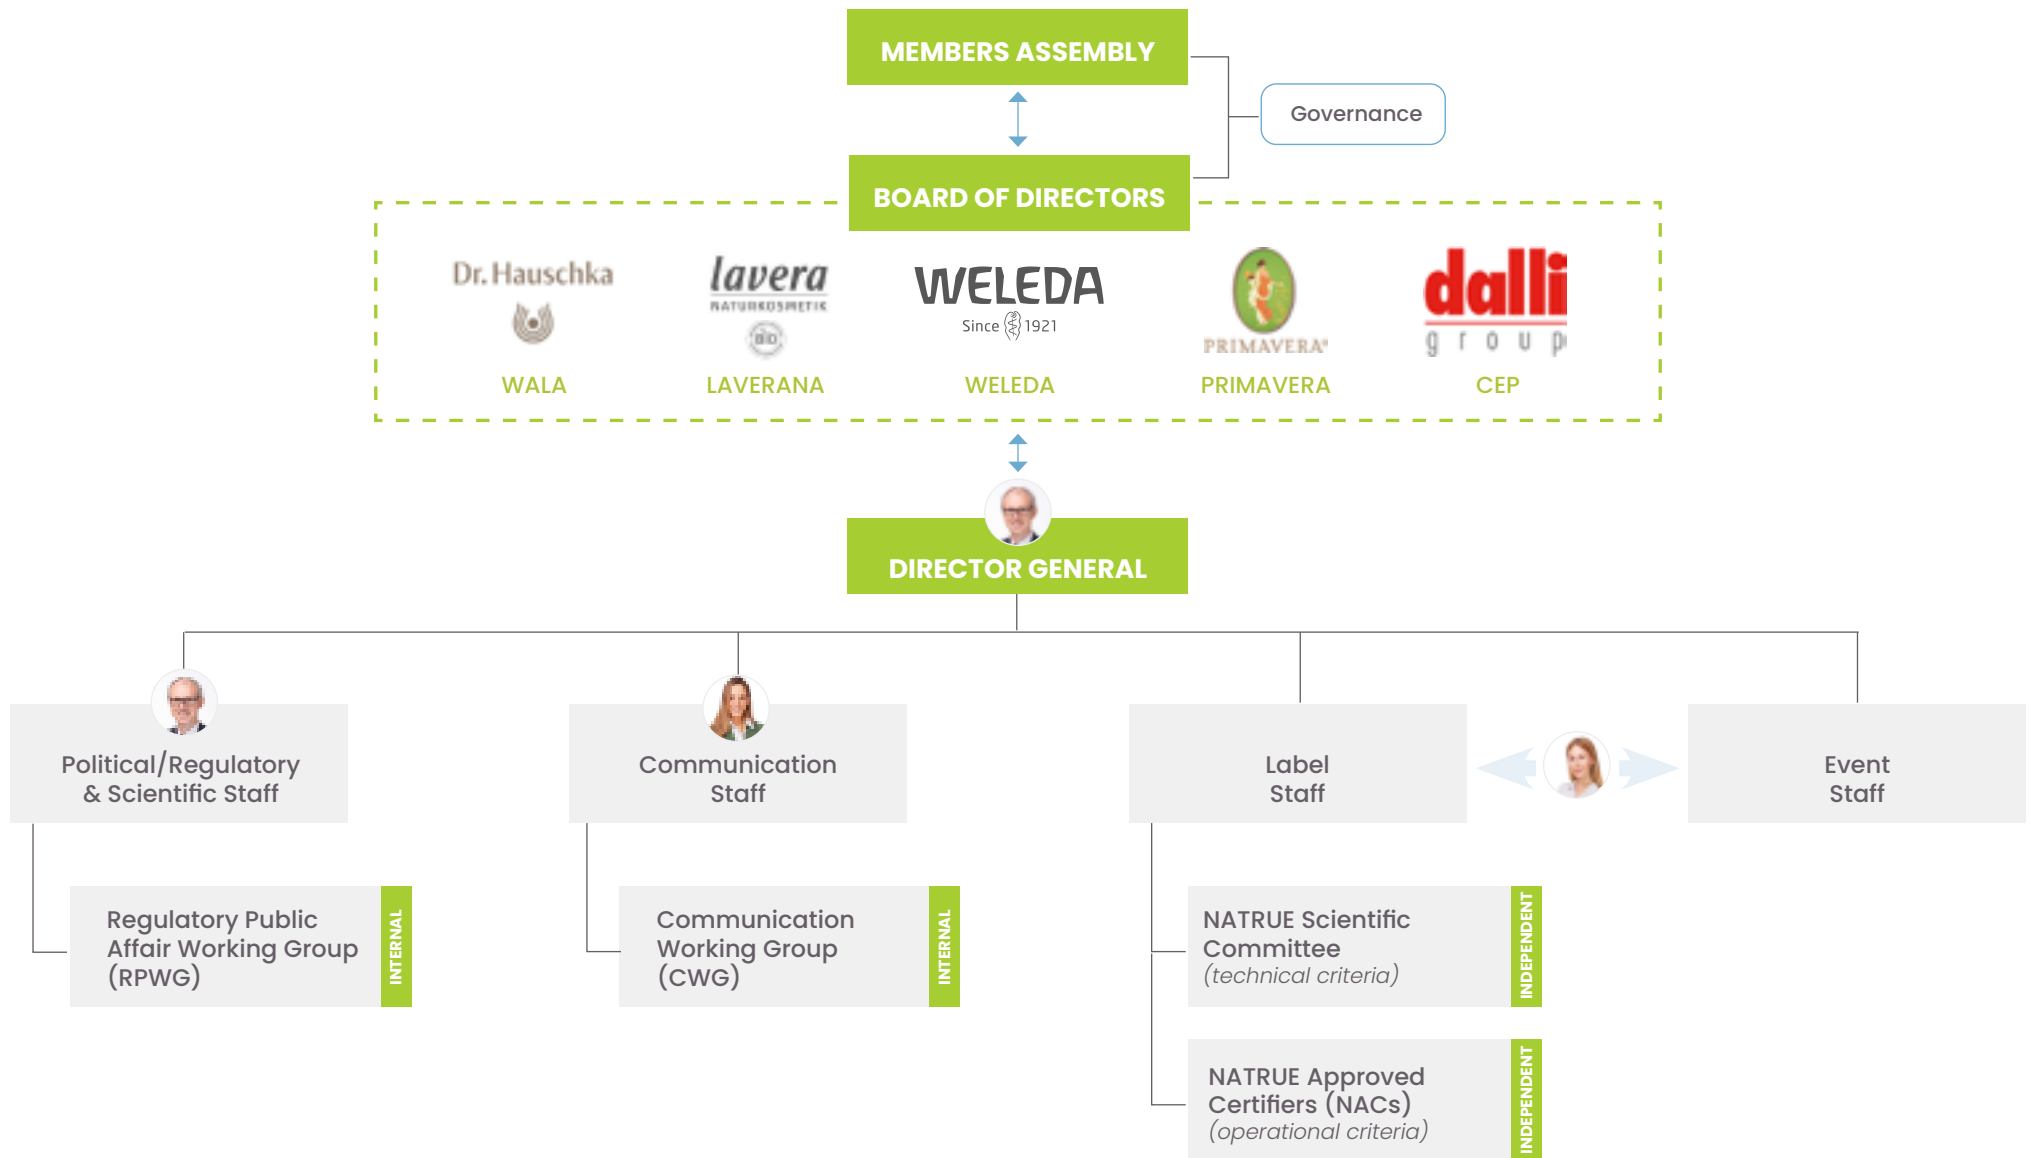 MEMBERS ASSEMBLY
Governance
BOARD OF DIRECTORS
Dr. Hauschka
lavera
NATURKOSMETIK
BIO
WELEDA
Since 1921
PRIMAVERA®
dalli
group
WALA
LAVERANA
WELEDA
PRIMAVERA
CEP
DIRECTOR GENERAL
Political/Regulatory
& Scientific Staff
Communication
Staff
Label
Staff
Event
Staff
Regulatory Public
Affair Working Group
(RPWG)
INTERNAL
Communication
Working Group
(CWG)
INTERNAL
NATRUE Scientific
Committee
(technical criteria)
INDEPENDENT
NATRUE Approved
Certifiers (NACs)
(operational criteria)
INDEPENDENT